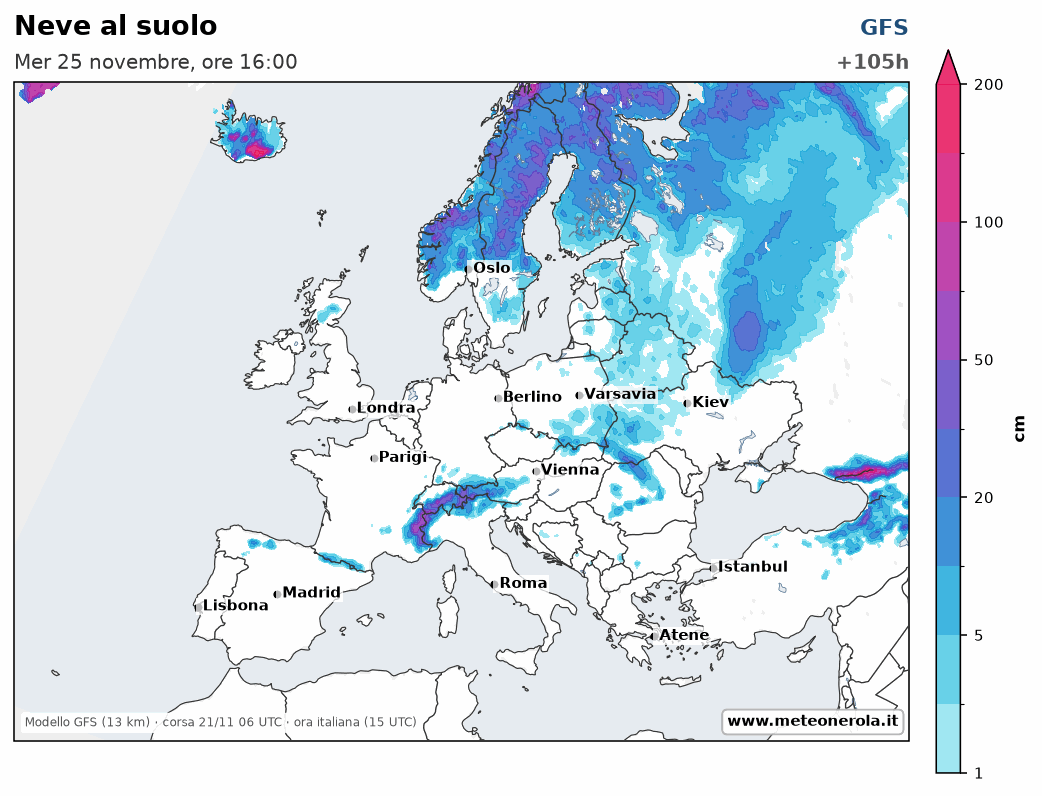 Neve al suolo
GFS
Mer 25 novembre, ore 16:00
+105h
200
100
50
20
5
1
cm
Oslo
Berlino
Varsavia
Kiev
Londra
Parigi
Vienna
Istanbul
Roma
Madrid
Lisbona
Atene
Modello GFS (13 km) · corsa 21/11 06 UTC · ora italiana (15 UTC)
www.meteonerola.it